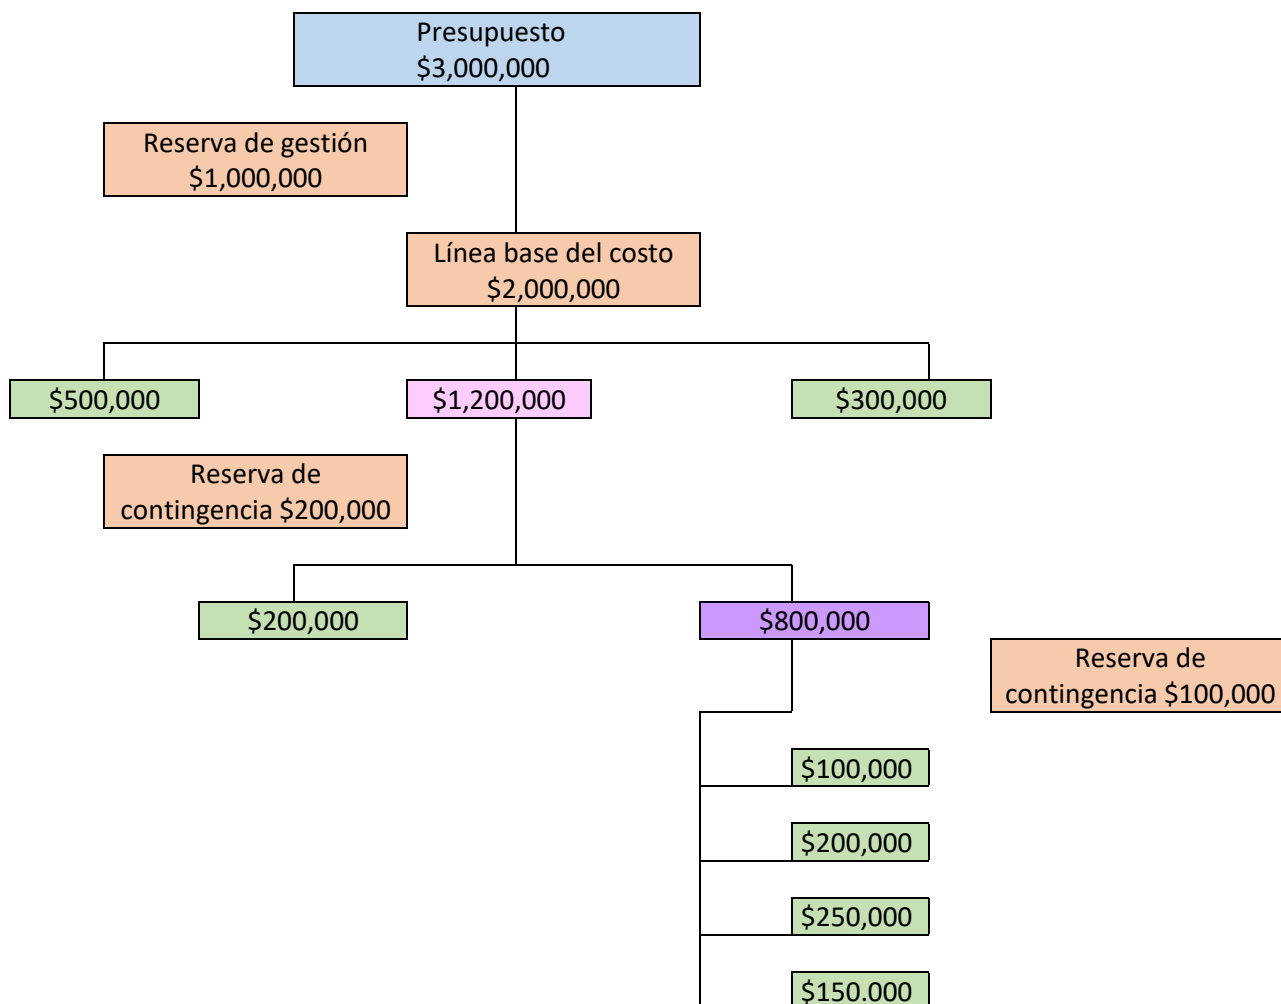 Presupuesto
$3,000,000
Reserva de gestión
$1,000,000
Línea base del costo
$2,000,000
$500,000
$1,200,000
$300,000
Reserva de
contingencia $200,000
$200,000
$800,000
Reserva de
contingencia $100,000
$100,000
$200,000
$250,000
$150.000